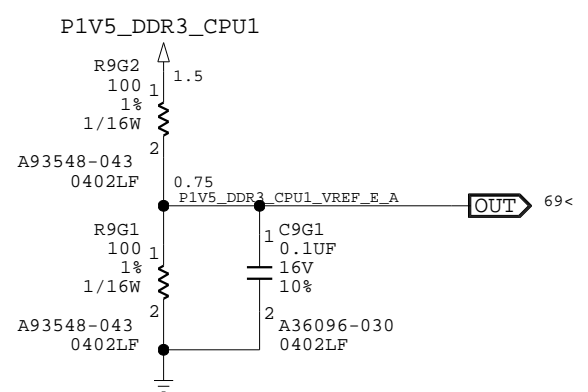 P1V5_DDR3_CPU1
R9G2
1.5
100
1
1%
1/16W
2
A93548-043
0402LF
0.75
P1V5_DDR3_CPU1_VREF_E_A
OUT
69<
R9G1
100
1
1%
1/16W
2
A93548-043
0402LF
1
C9G1
0.1UF
16V
10%
2
A36096-030
0402LF